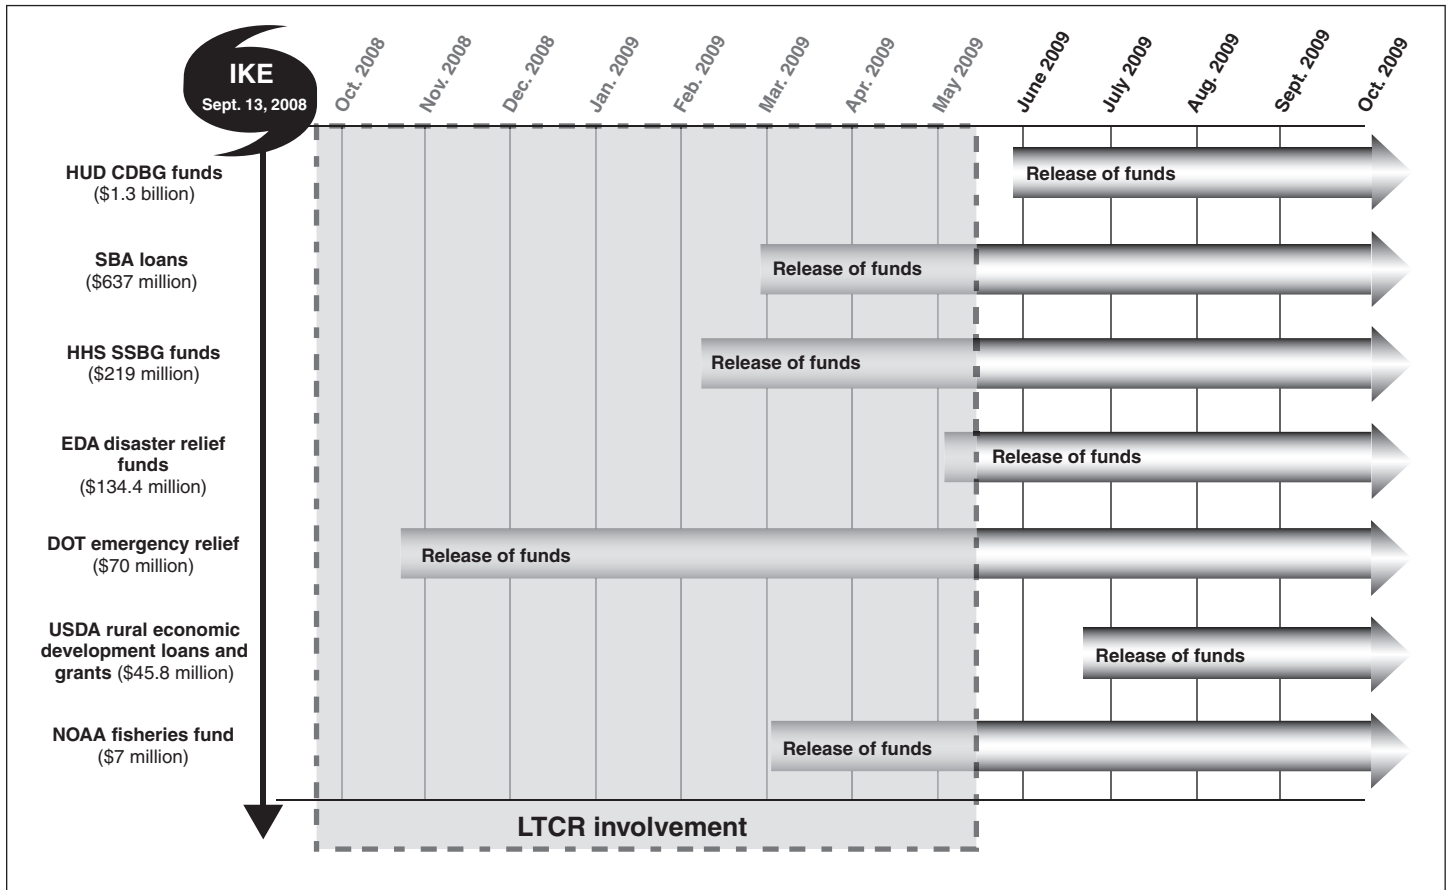 IKE
Sept. 13, 2008
Oct. 2008
Nov. 2008
Dec. 2008
Jan. 2009
Feb. 2009
Mar. 2009
Apr. 2009
May 2009
June 2009
July 2009
Aug. 2009
Sept. 2009
Oct. 2009
HUD CDBG funds
($1.3 billion)
Release of funds
SBA loans
($637 million)
Release of funds
HHS SSBG funds
($219 million)
Release of funds
EDA disaster relief
funds
($134.4 million)
Release of funds
DOT emergency relief
($70 million)
Release of funds
USDA rural economic
development loans and
grants ($45.8 million)
Release of funds
NOAA fisheries fund
($7 million)
Release of funds
LTCR involvement